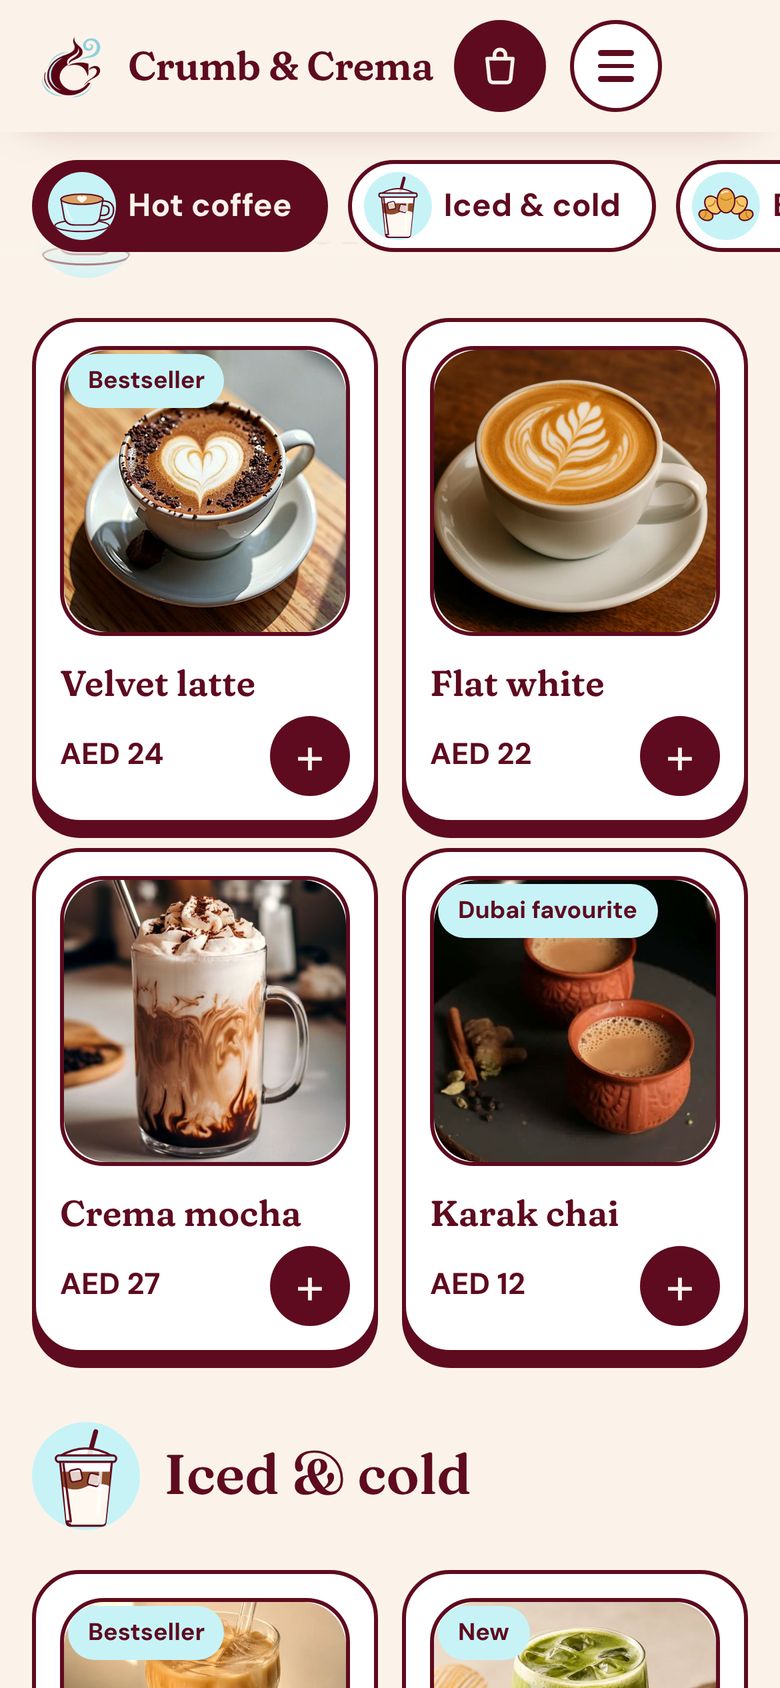 Crumb & Crema
Hot coffee
Iced & cold
Bestseller
Velvet latte
AED 24
+
Flat white
AED 22
+
Crema mocha
AED 27
+
Dubai favourite
Karak chai
AED 12
+
Iced & cold
Bestseller
New